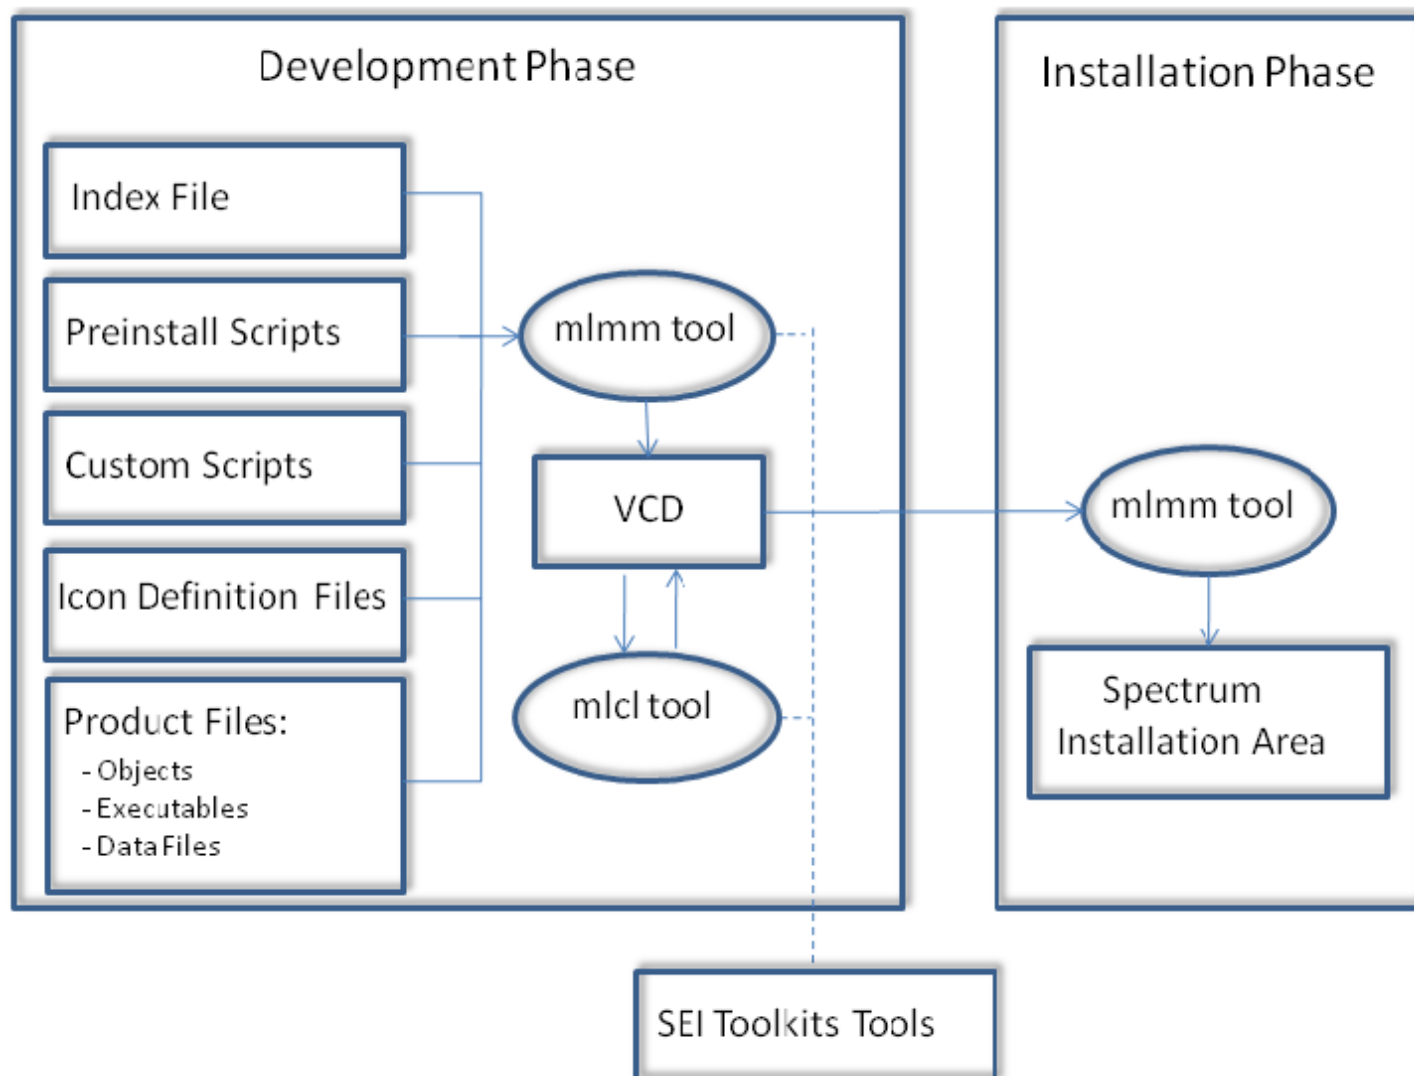 Development Phase
Installation Phase
Index File
Preinstall Scripts
Custom Scripts
Icon Definition Files
Product Files:
- Objects
- Executables
- Data Files
mlmm tool
VCD
mlcl tool
mlmm tool
Spectrum
Installation Area
SEI Toolkits Tools